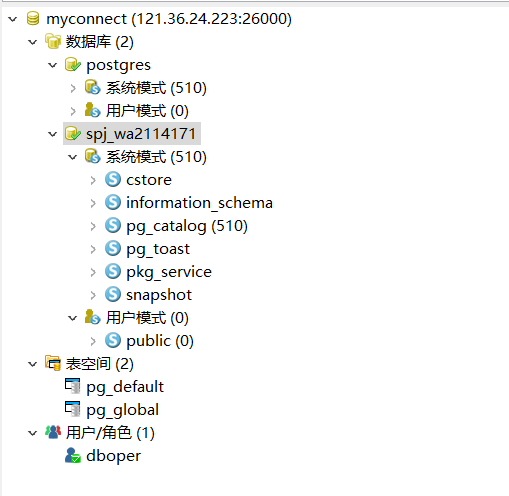 myconnect (121.36.24.223:26000)
数据库 (2)
postgres
系统模式 (510)
用户模式 (0)
spj_wa2114171
系统模式 (510)
cstore
information_schema
pg_catalog (510)
pg_toast
pkg_service
snapshot
用户模式 (0)
public (0)
表空间 (2)
pg_default
pg_global
用户/角色 (1)
dboper